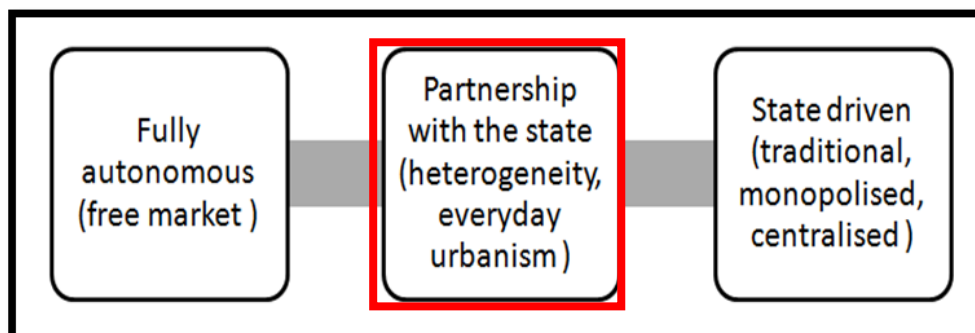 Fully
autonomous
(free market )
Partnership
with the state
(heterogeneity,
everyday
urbanism )
State driven
(traditional,
monopolised,
centralised )